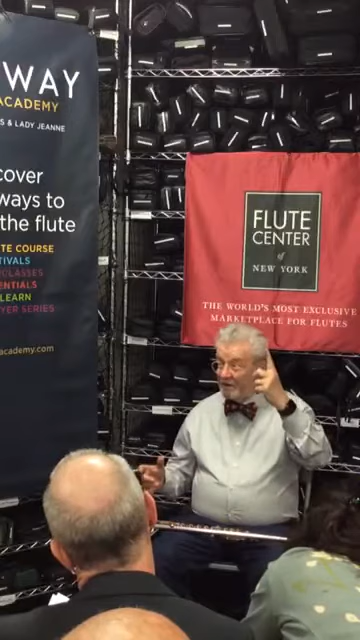 WAY
ACADEMY
S & LADY JEANNE
cover
ways to
the flute
TE COURSE
TIVALS
YCLASSES
ENTIALS
LEARN
YER SERIES
academy.com
FLUTE
CENTER
of
NEW YORK
THE WORLD'S MOST EXCLUSIVE
MARKETPLACE FOR FLUTES